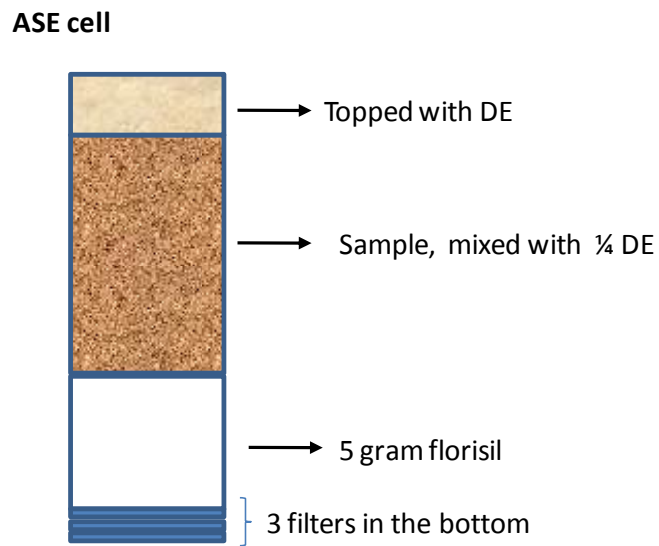 ASE cell
Topped with DE
Sample, mixed with ¼ DE
5 gram florisil
3 filters in the bottom